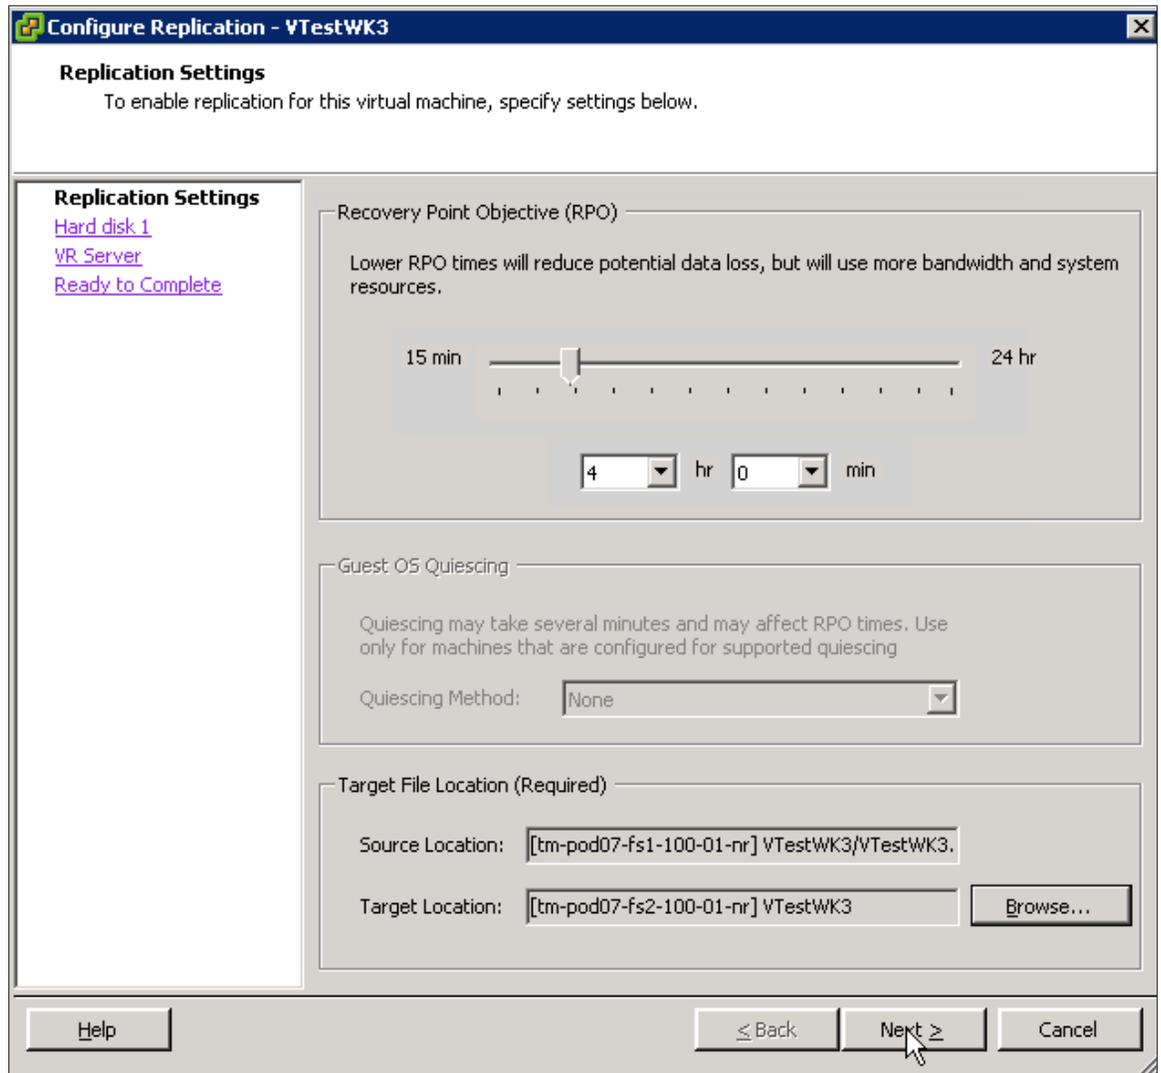 Configure Replication - VTestWK3
Replication Settings
To enable replication for this virtual machine, specify settings below.
Replication Settings
Hard disk 1
VR Server
Ready to Complete
Recovery Point Objective (RPO)
Lower RPO times will reduce potential data loss, but will use more bandwidth and system
resources.
15 min
24 hr
4 hr 0 min
Guest OS Quiescing
Quiescing may take several minutes and may affect RPO times. Use
only for machines that are configured for supported quiescing
Quiescing Method: None
Target File Location (Required)
Source Location: [tm-pod07-fs1-100-01-nr] VTestWK3/VTestWK3.
Target Location: [tm-pod07-fs2-100-01-nr] VTestWK3 Browse...
Help < Back Next > Cancel